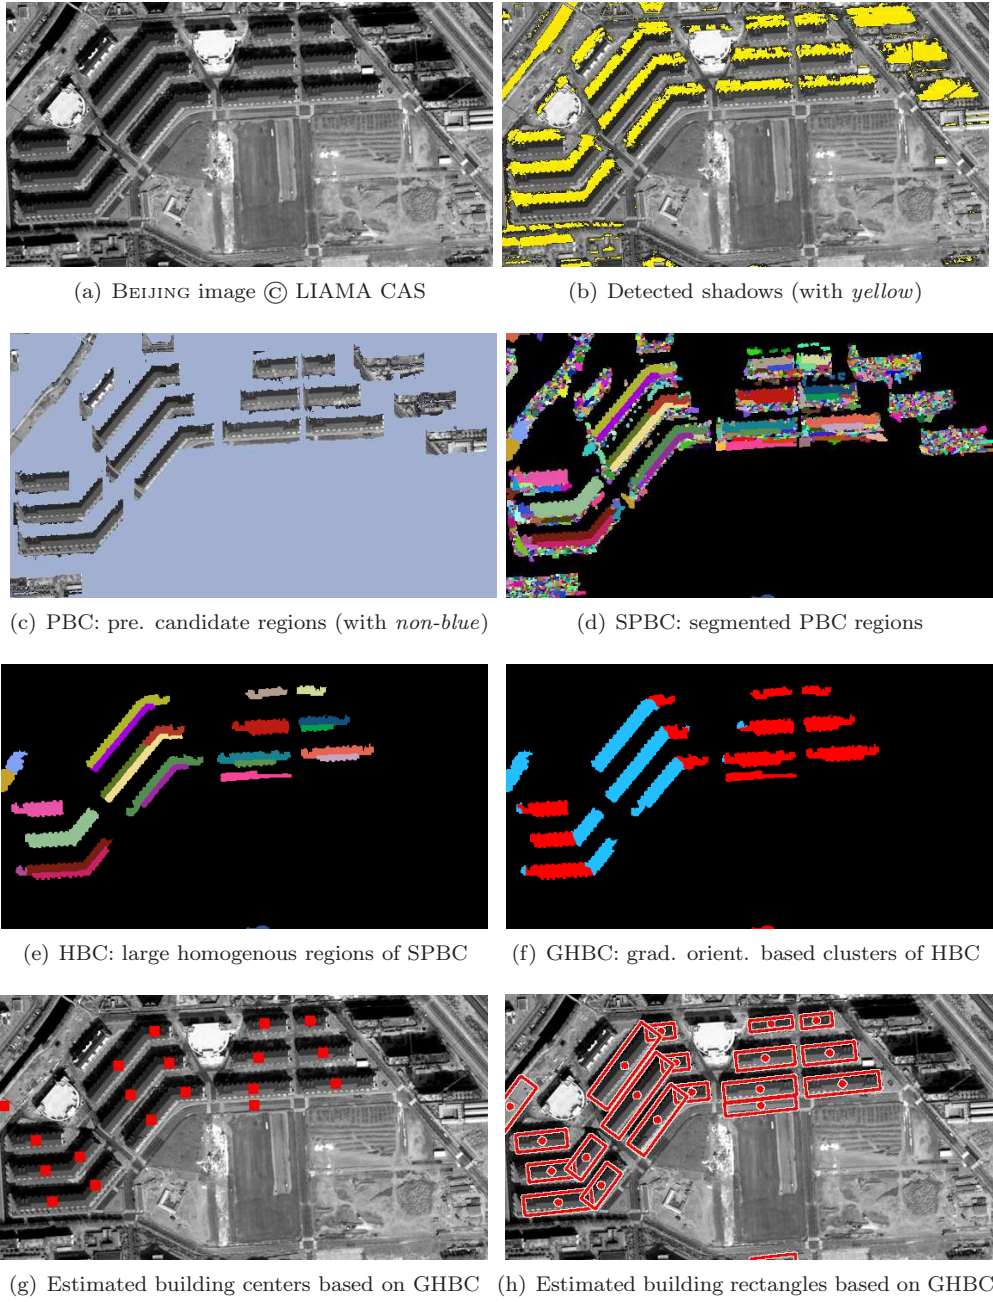 (a) BEIJING image © LIAMA CAS
(b) Detected shadows (with yellow)
(c) PBC: pre. candidate regions (with non-blue)
(d) SPBC: segmented PBC regions
(e) HBC: large homogenous regions of SPBC
(f) GHBC: grad. orient. based clusters of HBC
(g) Estimated building centers based on GHBC
(h) Estimated building rectangles based on GHBC